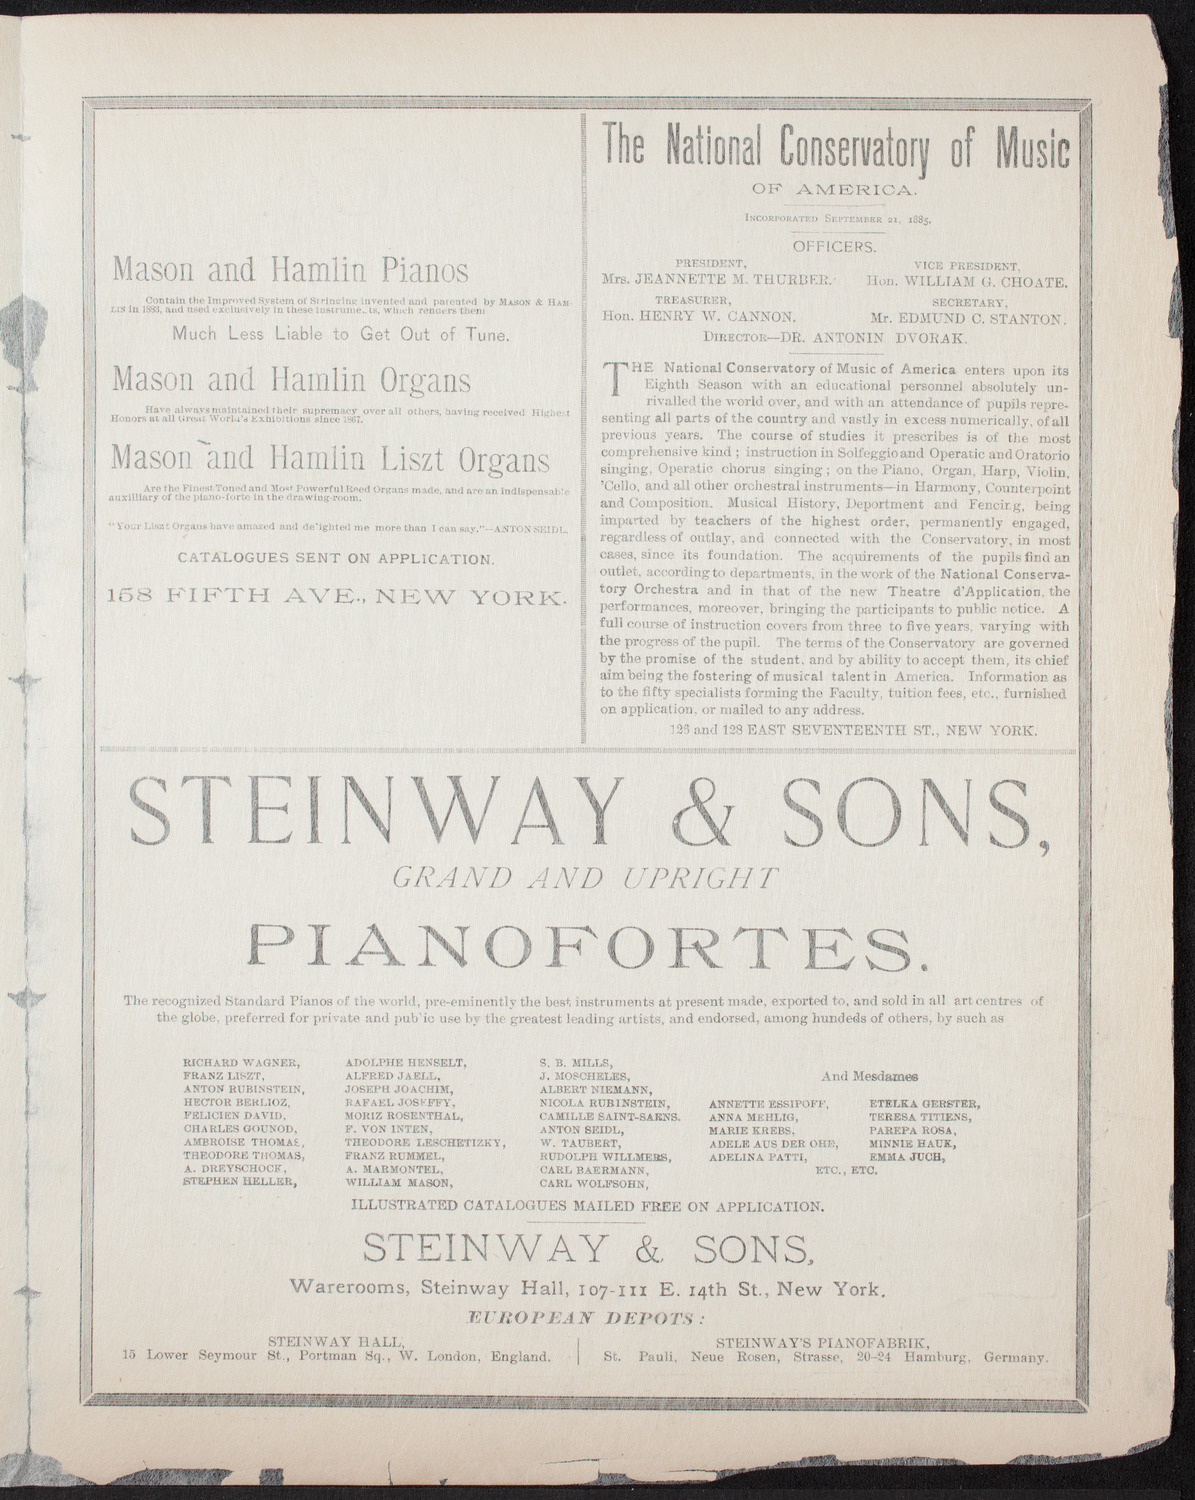 Mason and Hamlin Pianos
Contain the Improved System of Stringing invented and patented by MASON & HAM-
LIN in 1883, and used exclusively in these instrume..ts, which renders them
Much Less Liable to Get Out of Tune.
Mason and Hamlin Organs
Have always maintained their supremacy over all others, having received Highest
Honors at all Great World's Exhibitions since 1867.
Mason and Hamlin Liszt Organs
Are the Finest Toned and Most Powerful Reed Organs made, and are an indispensable
auxilliary of the piano-forte in the drawing-room.
"Your Liszt Organs have amazed and de'ighted me more than I can say."—ANTON SEIDL.
CATALOGUES SENT ON APPLICATION.
158 FIFTH AVE., NEW YORK.
The National Conservatory of Music
OF AMERICA.
INCORPORATED SEPTEMBER 21, 1885.
OFFICERS.
PRESIDENT, VICE PRESIDENT,
Mrs. JEANNETTE M. THURBER. Hon. WILLIAM G. CHOATE.
TREASURER, SECRETARY,
Hon. HENRY W. CANNON. Mr. EDMUND C. STANTON.
DIRECTOR—DR. ANTONIN DVORAK.
THE National Conservatory of Music of America enters upon its
Eighth Season with an educational personnel absolutely un-
rivalled the world over, and with an attendance of pupils repre-
senting all parts of the country and vastly in excess numerically, of all
previous years. The course of studies it prescribes is of the most
comprehensive kind; instruction in Solfeggio and Operatic and Oratorio
singing, Operatic chorus singing; on the Piano, Organ, Harp, Violin,
'Cello, and all other orchestral instruments—in Harmony, Counterpoint
and Composition. Musical History, Deportment and Fencing, being
imparted by teachers of the highest order, permanently engaged,
regardless of outlay, and connected with the Conservatory, in most
cases, since its foundation. The acquirements of the pupils find an
outlet, according to departments, in the work of the National Conserva-
tory Orchestra and in that of the new Theatre d'Application, the
performances, moreover, bringing the participants to public notice. A
full course of instruction covers from three to five years, varying with
the progress of the pupil. The terms of the Conservatory are governed
by the promise of the student, and by ability to accept them, its chief
aim being the fostering of musical talent in America. Information as
to the fifty specialists forming the Faculty, tuition fees, etc., furnished
on application, or mailed to any address.
126 and 128 EAST SEVENTEENTH ST., NEW YORK.
STEINWAY & SONS,
GRAND AND UPRIGHT
PIANOFORTES.
The recognized Standard Pianos of the world, pre-eminently the best instruments at present made, exported to, and sold in all art centres of
the globe, preferred for private and pub'ic use by the greatest leading artists, and endorsed, among hundeds of others, by such as
RICHARD WAGNER,
FRANZ LISZT,
ANTON RUBINSTEIN,
HECTOR BERLIOZ,
FELICIEN DAVID,
CHARLES GOUNOD,
AMBROISE THOMAS,
THEODORE THOMAS,
A. DREYSCHOCK,
STEPHEN HELLER,
ADOLPHE HENSELT,
ALFRED JAELL,
JOSEPH JOACHIM,
RAFAEL JOSEFFY,
MORIZ ROSENTHAL,
F. VON INTEN,
THEODORE LESCHETIZKY,
FRANZ RUMMEL,
A. MARMONTEL,
WILLIAM MASON,
S. B. MILLS,
J. MOSCHELES,
ALBERT NIEMANN,
NICOLA RUBINSTEIN,
CAMILLE SAINT-SAENS.
ANTON SEIDL,
W. TAUBERT,
RUDOLPH WILLMERS,
CARL BAERMANN,
CARL WOLFSOHN,
And Mesdames
ANNETTE ESSIPOFF,
ANNA MEHLIG,
MARIE KREBS,
ADELE AUS DER OHE,
ADELINA PATTI,
ETELKA GERSTER,
TERESA TITIENS,
PAREPA ROSA,
MINNIE HAUK,
EMMA JUCH,
ETC., ETC.
ILLUSTRATED CATALOGUES MAILED FREE ON APPLICATION.
STEINWAY & SONS,
Warerooms, Steinway Hall, 107-111 E. 14th St., New York.
EUROPEAN DEPOTS:
STEINWAY HALL,
15 Lower Seymour St., Portman Sq., W. London, England.
STEINWAY'S PIANOFABRIK,
St. Pauli, Neue Rosen, Strasse, 20-24 Hamburg, Germany.